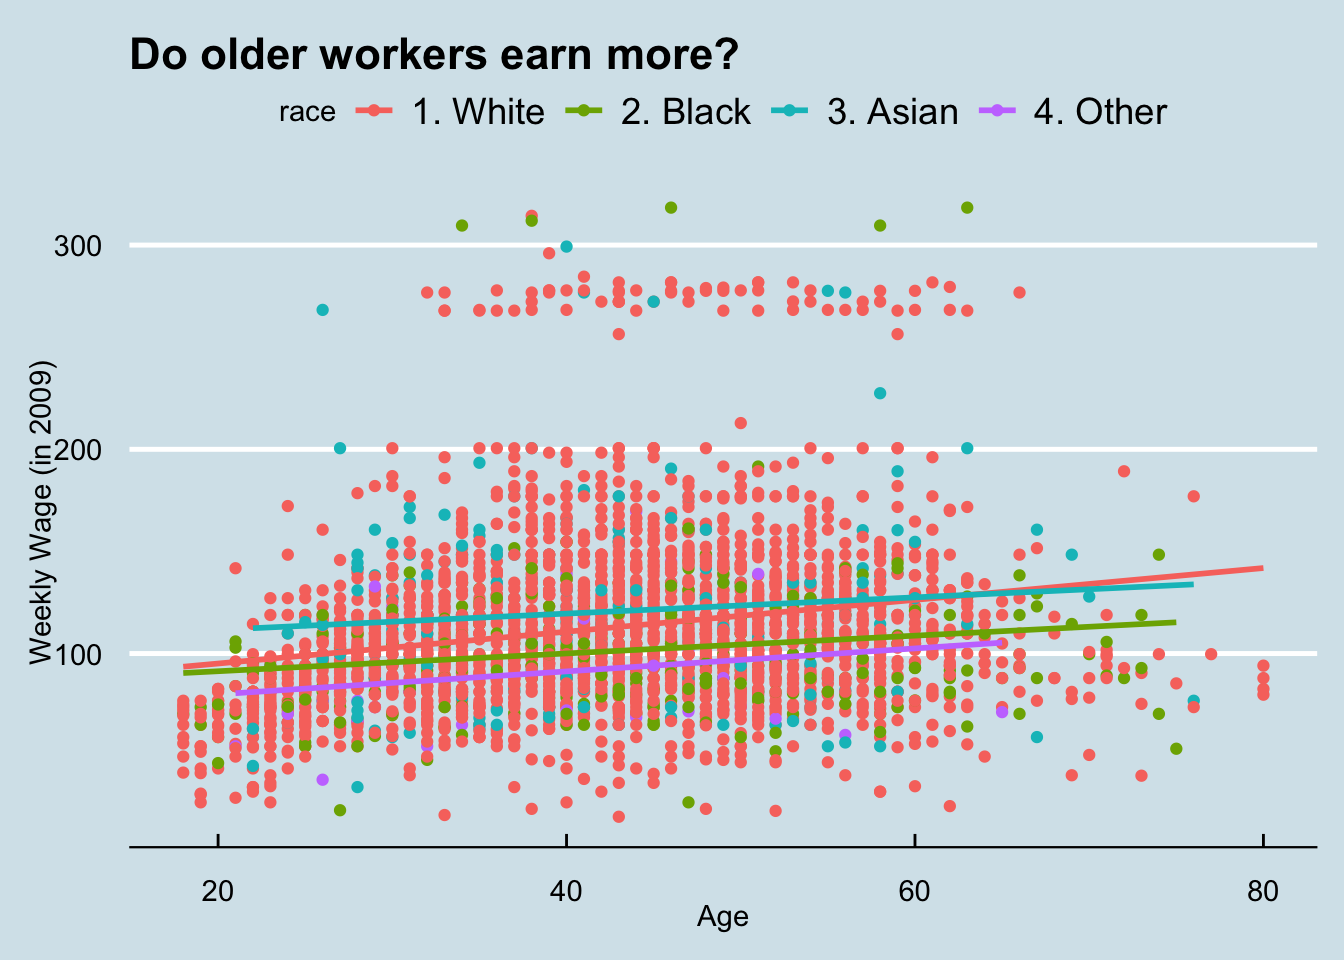 Do older workers earn more?
race 1. White 2. Black 3. Asian 4. Other
300
200
100
Weekly Wage (in 2009)
20 40 60 80
Age